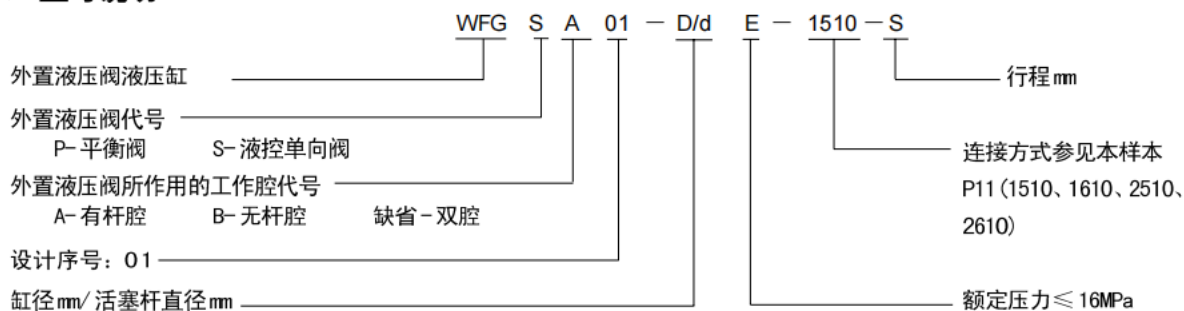 WFG S A 01 － D/d E － 1510－S
外置液压阀液压缸
行程mm
外置液压阀代号
P-平衡阀 S-液控单向阀
连接方式参见本样本
外置液压阀所作用的工作腔代号
P11(1510、1610、2510、
A-有杆腔 B-无杆腔 缺省-双腔
2610)
设计序号：01
缸径mm/活塞杆直径mm
额定压力≤16MPa